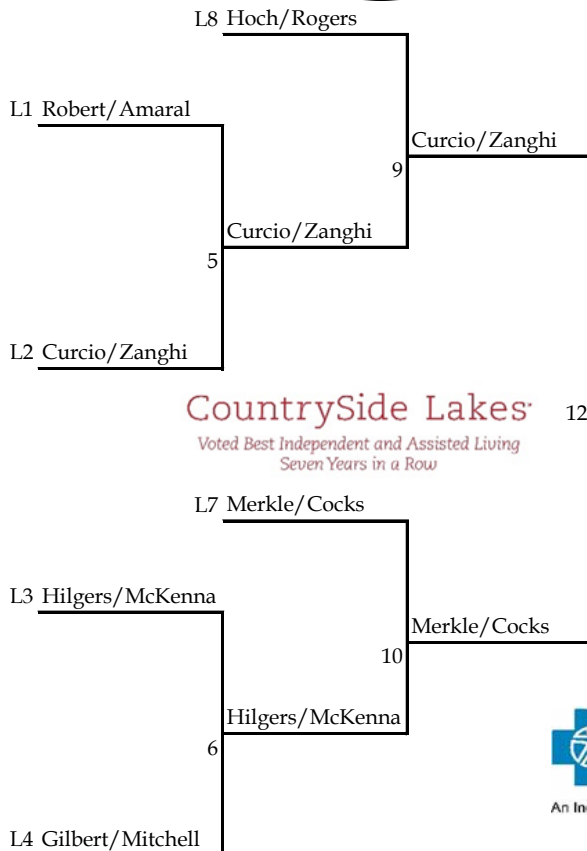 L8 Hoch/Rogers
L1 Robert/Amaral
Curcio/Zanghi
9
Curcio/Zanghi
5
L2 Curcio/Zanghi
CountrySide Lakes
12
Voted Best Independent and Assisted Living
Seven Years in a Row
L7 Merkle/Cocks
L3 Hilgers/McKenna
Merkle/Cocks
10
Hilgers/McKenna
6
An
L4 Gilbert/Mitchell